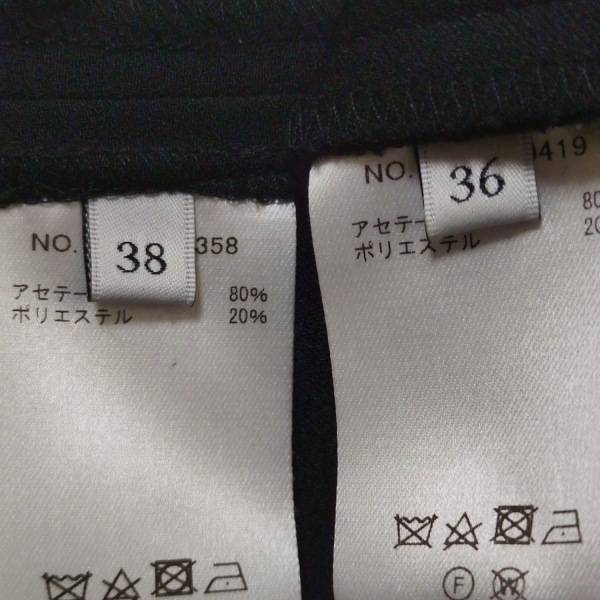 NO. 358
38
アセテー 80%
ポリエステル 20%
NO. 0419
36
アセテー 80
ポリエステル 20
F
W